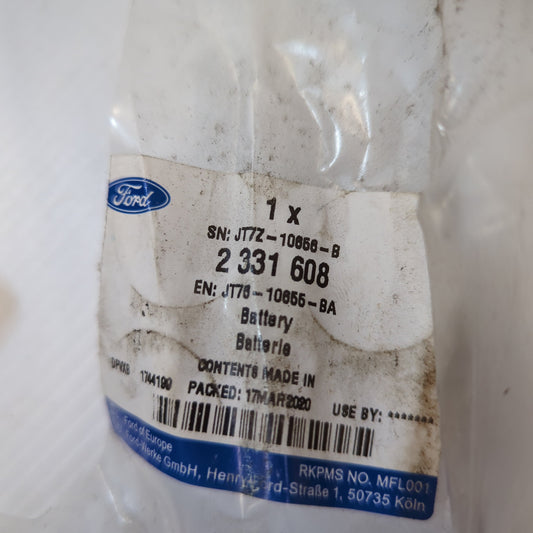 Ford
1 x
SN: JT7Z-10656-B
2 331 608
EN: JT76-10655-BA
Battery
Batterie
CONTENTS MADE IN
1744190 PACKED: 17MAR2020 USE BY: *******
Ford of Europe
Ford-Werke GmbH, Henry-Ford-Straße 1, 50735 Köln
RKPMS NO. MFL001